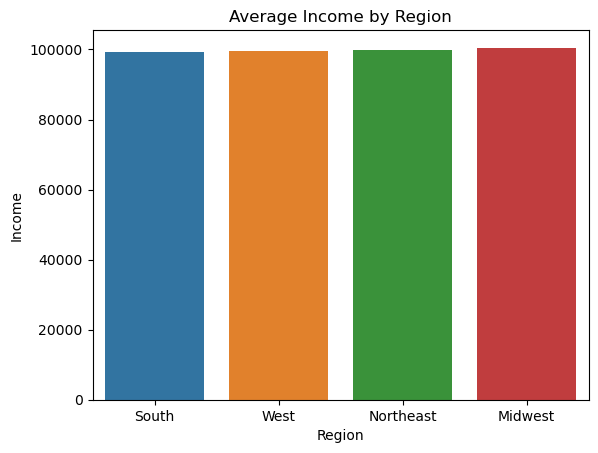 Average Income by Region
100000
80000
60000
40000
20000
0
Income
South West Northeast Midwest
Region